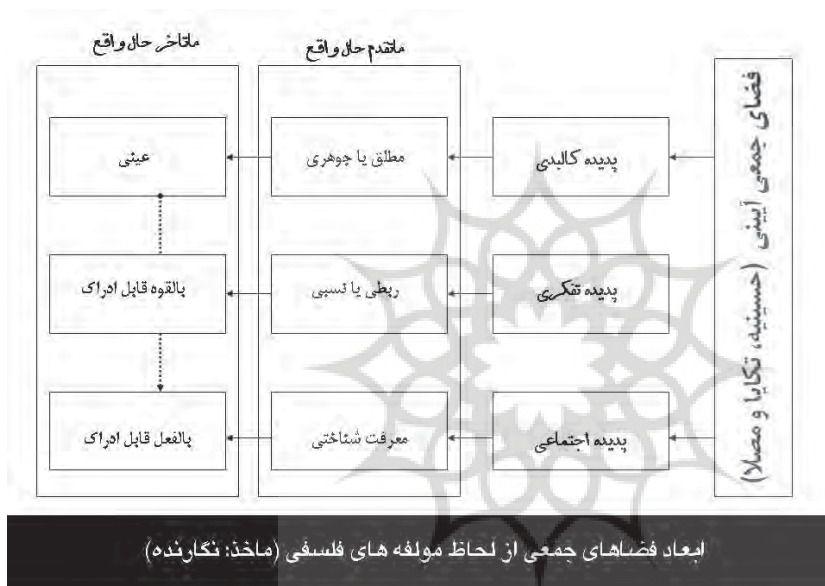 ماتاخر حال واقع
ماتقدم حال واقع
فضای جمعی آیینی (حسینیه، تکایا و مصلا)
پدیده کالبدی
مطلق یا جوهری
عینی
پدیده تفکری
ربطی یا نسبی
بالقوه قابل ادراک
پدیده اجتماعی
معرفت شناختی
بالفعل قابل ادراک
ابعاد فضاهای جمعی از لحاظ مولفه های فلسفی (ماخذ: نگارنده)